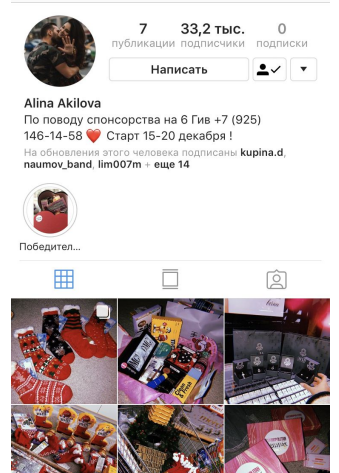 7 33,2 тыс. 0
публикации подписчики подписки
Написать
Alina Akilova
По поводу спонсорства на 6 Гив +7 (925)
146-14-58 ❤️ Старт 15-20 декабря !
На обновления этого человека подписаны kupina.d,
naumov_band, lim007m + еще 14
Победител...